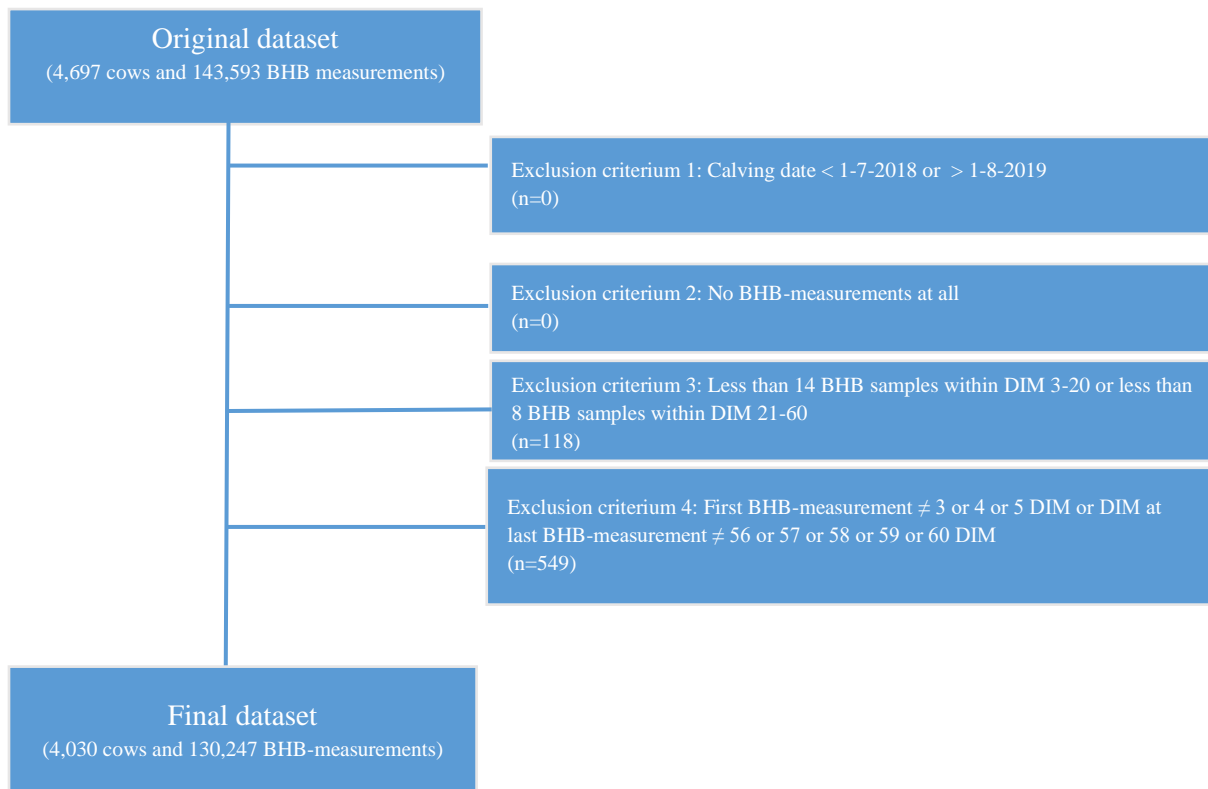 Original dataset
(4,697 cows and 143,593 BHB measurements)
Exclusion criterium 1: Calving date < 1-7-2018 or > 1-8-2019
(n=0)
Exclusion criterium 2: No BHB-measurements at all
(n=0)
Exclusion criterium 3: Less than 14 BHB samples within DIM 3-20 or less than
8 BHB samples within DIM 21-60
(n=118)
Exclusion criterium 4: First BHB-measurement ≠ 3 or 4 or 5 DIM or DIM at
last BHB-measurement ≠ 56 or 57 or 58 or 59 or 60 DIM
(n=549)
Final dataset
(4,030 cows and 130,247 BHB-measurements)